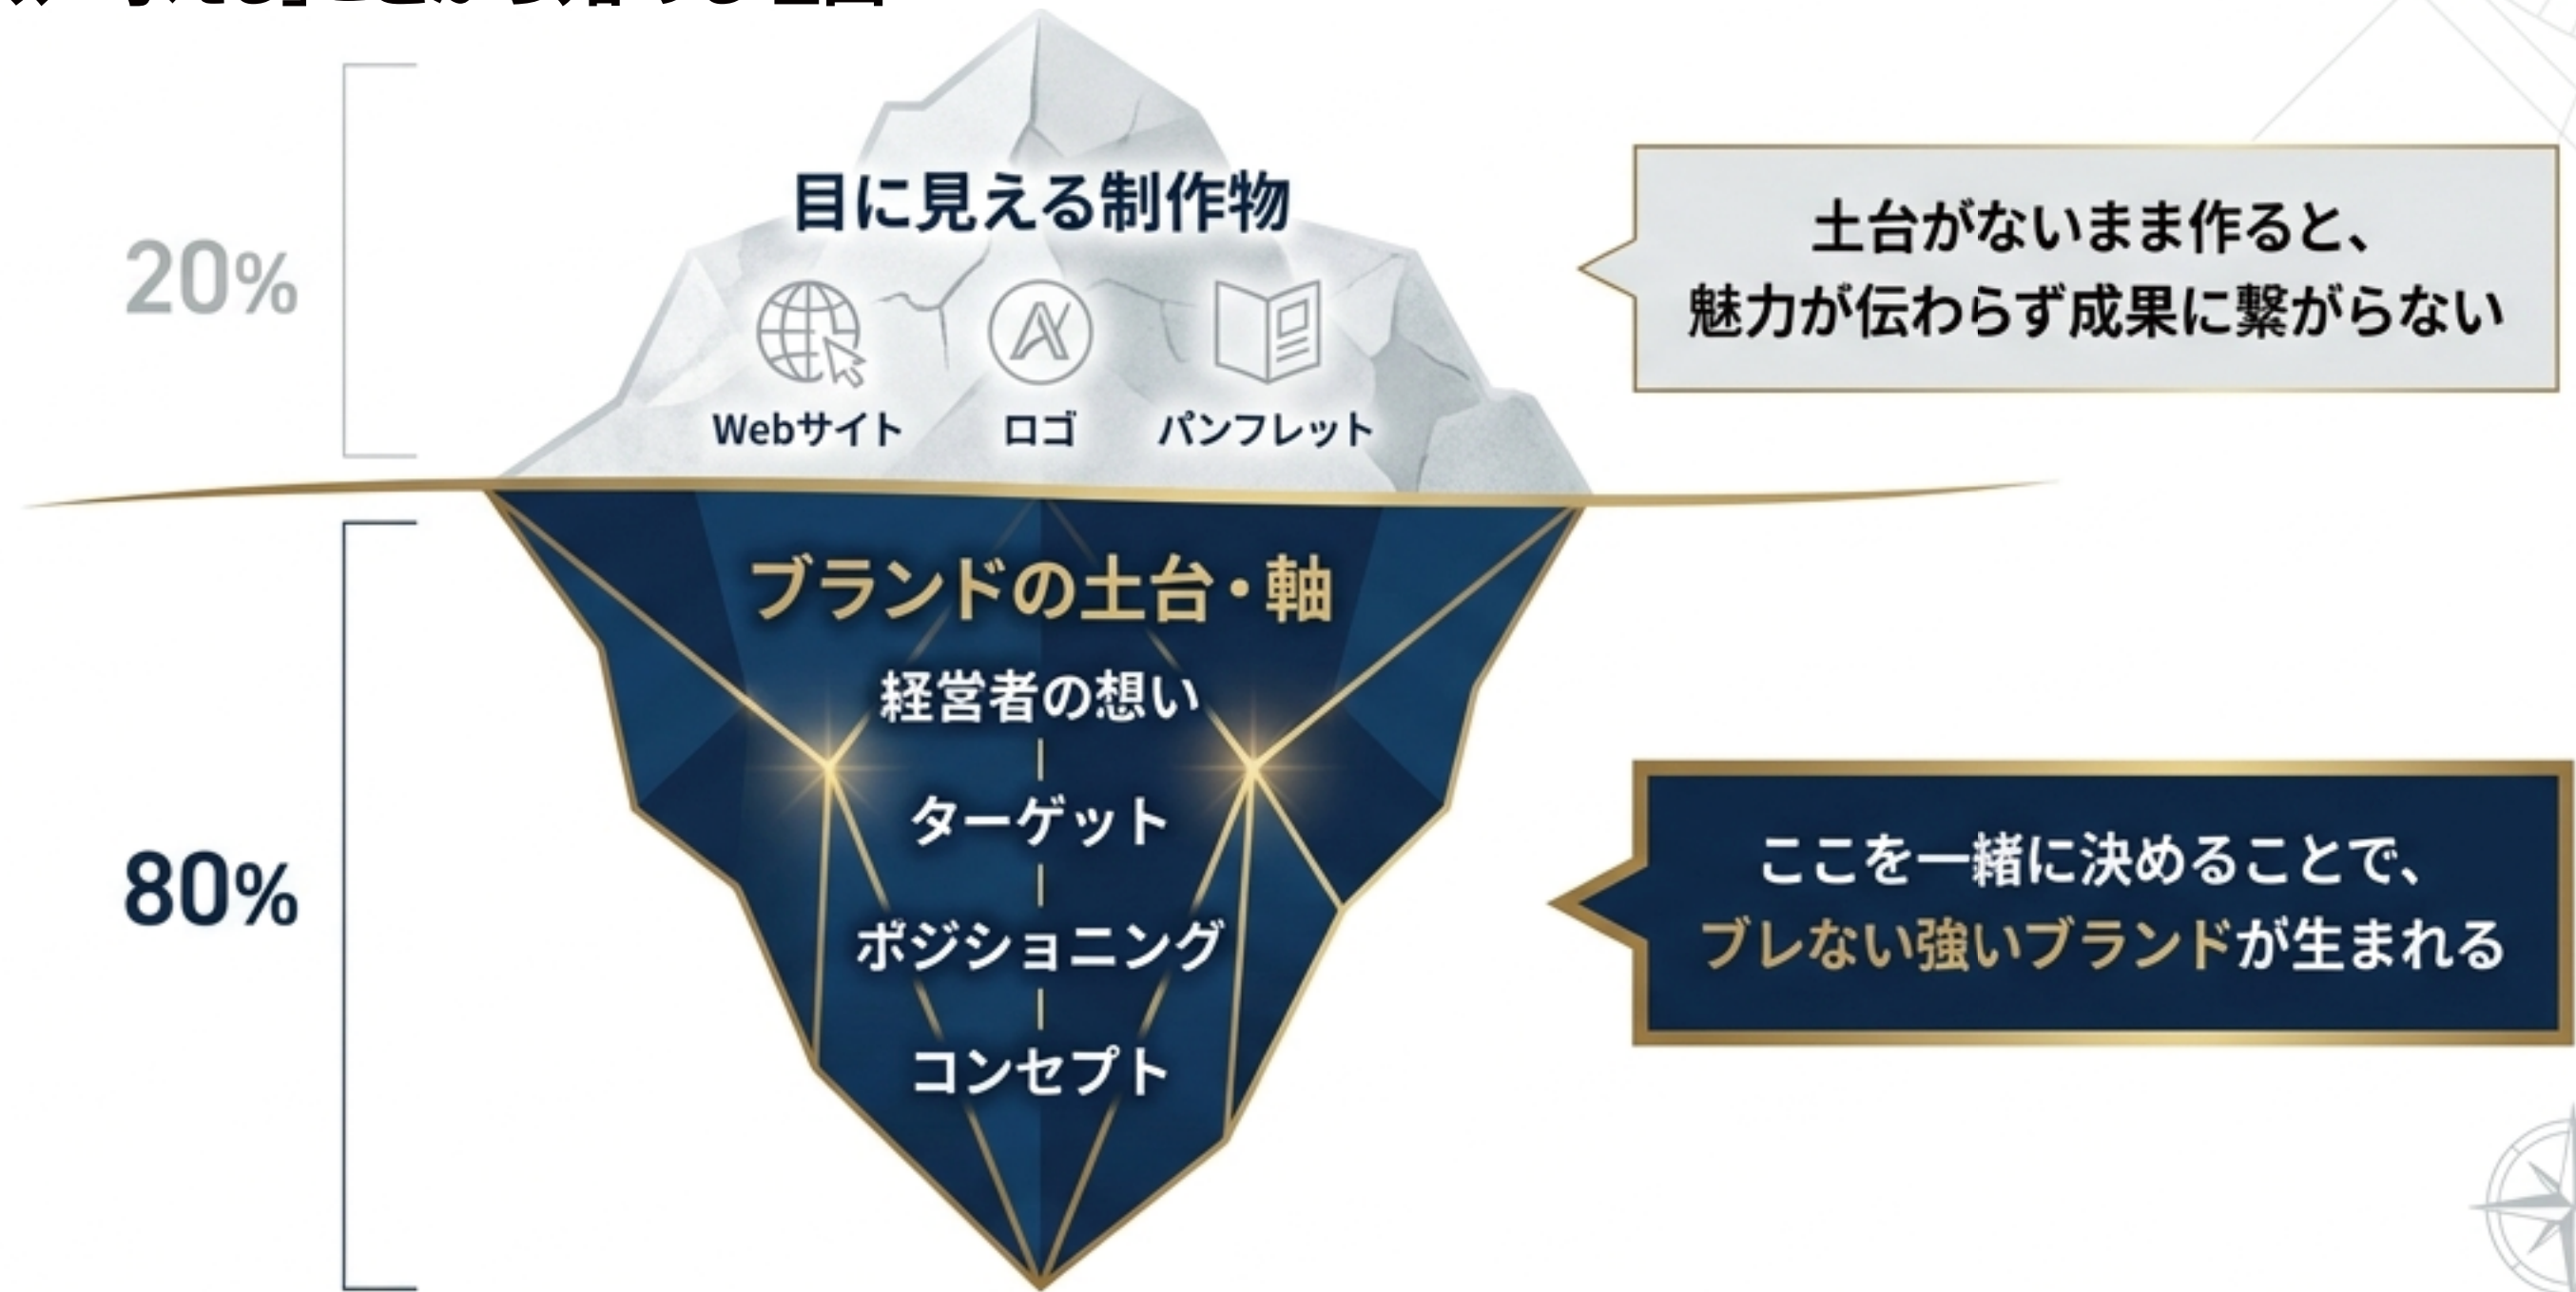 目に見える制作物
20%
Webサイト
ロゴ
パンフレット
土台がないまま作ると、
魅力が伝わらず成果に繋がらない
ブランドの土台・軸
経営者の想い
ターゲット
ポジショニング
コンセプト
80%
ここを一緒に決めることで、
ブレない強いブランドが生まれる